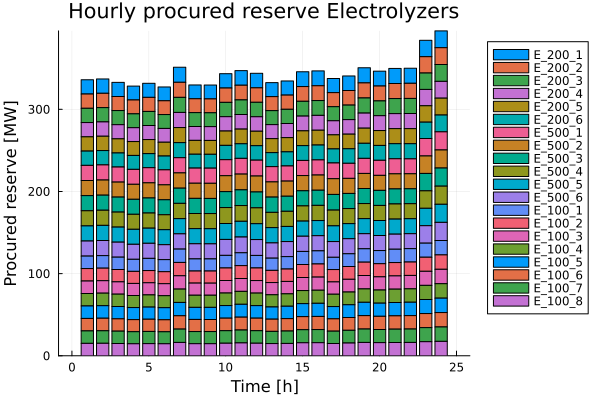 Hourly procured reserve Electrolyzers
Procured reserve [MW]
300
200
100
0
0 5 10 15 20 25
Time [h]
E_200_1
E_200_2
E_200_3
E_200_4
E_200_5
E_200_6
E_500_1
E_500_2
E_500_3
E_500_4
E_500_5
E_500_6
E_100_1
E_100_2
E_100_3
E_100_4
E_100_5
E_100_6
E_100_7
E_100_8